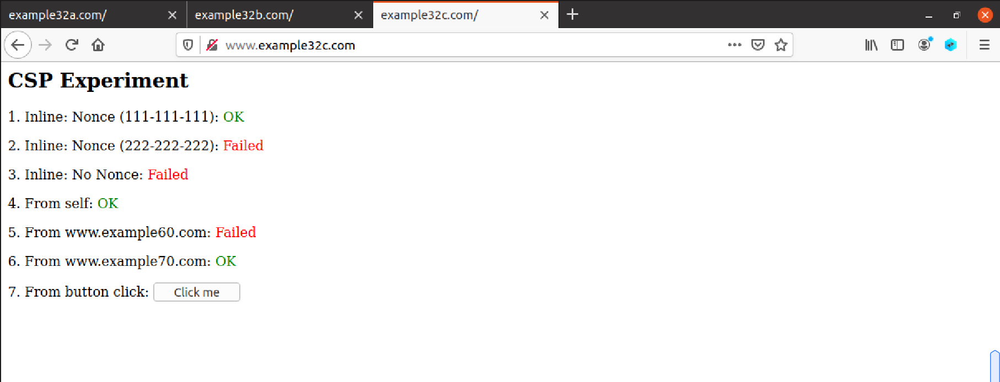 example32a.com/ example32b.com/ example32c.com/
www.example32c.com
CSP Experiment
1. Inline: Nonce (111-111-111): OK
2. Inline: Nonce (222-222-222): Failed
3. Inline: No Nonce: Failed
4. From self: OK
5. From www.example60.com: Failed
6. From www.example70.com: OK
7. From button click: Click me